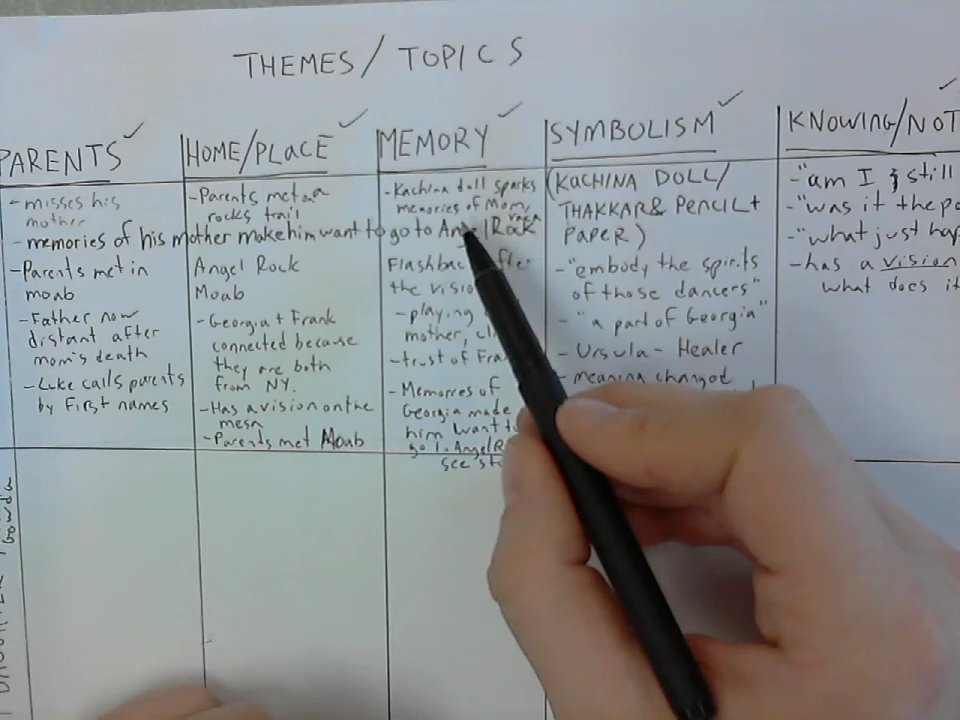 THEMES / TOPICS
PARENTS
- misses his
mother
- memories of his mother make him want to go to Angel Rock
- Parents met in
moab
- Father now
distant after
mom's death
- Luke calls parents
by first names
HOME/PLACE
- Parents met on a
rocks trail
Angel Rock
Moab
- Georgia + Frank
connected because
they are both
from NY.
- Has a vision on the
mesa
- Parents met Moab
MEMORY
- Kachina doll sparks
memories of Mom,
Flashback after
the vision
- playing
mother,
- trust of
- Memories of
Georgia made
him want to
go to Angel
see
SYMBOLISM
(KACHINA DOLL/
THAKKAR & PENCIL +
PAPER)
- "embody the spirits
of those dancers"
- "a part of Georgia"
- Ursula - Healer
- meaning changed
KNOWING/NOT
- "am I still
- "was it the
- "what just
- has a vision
what does it